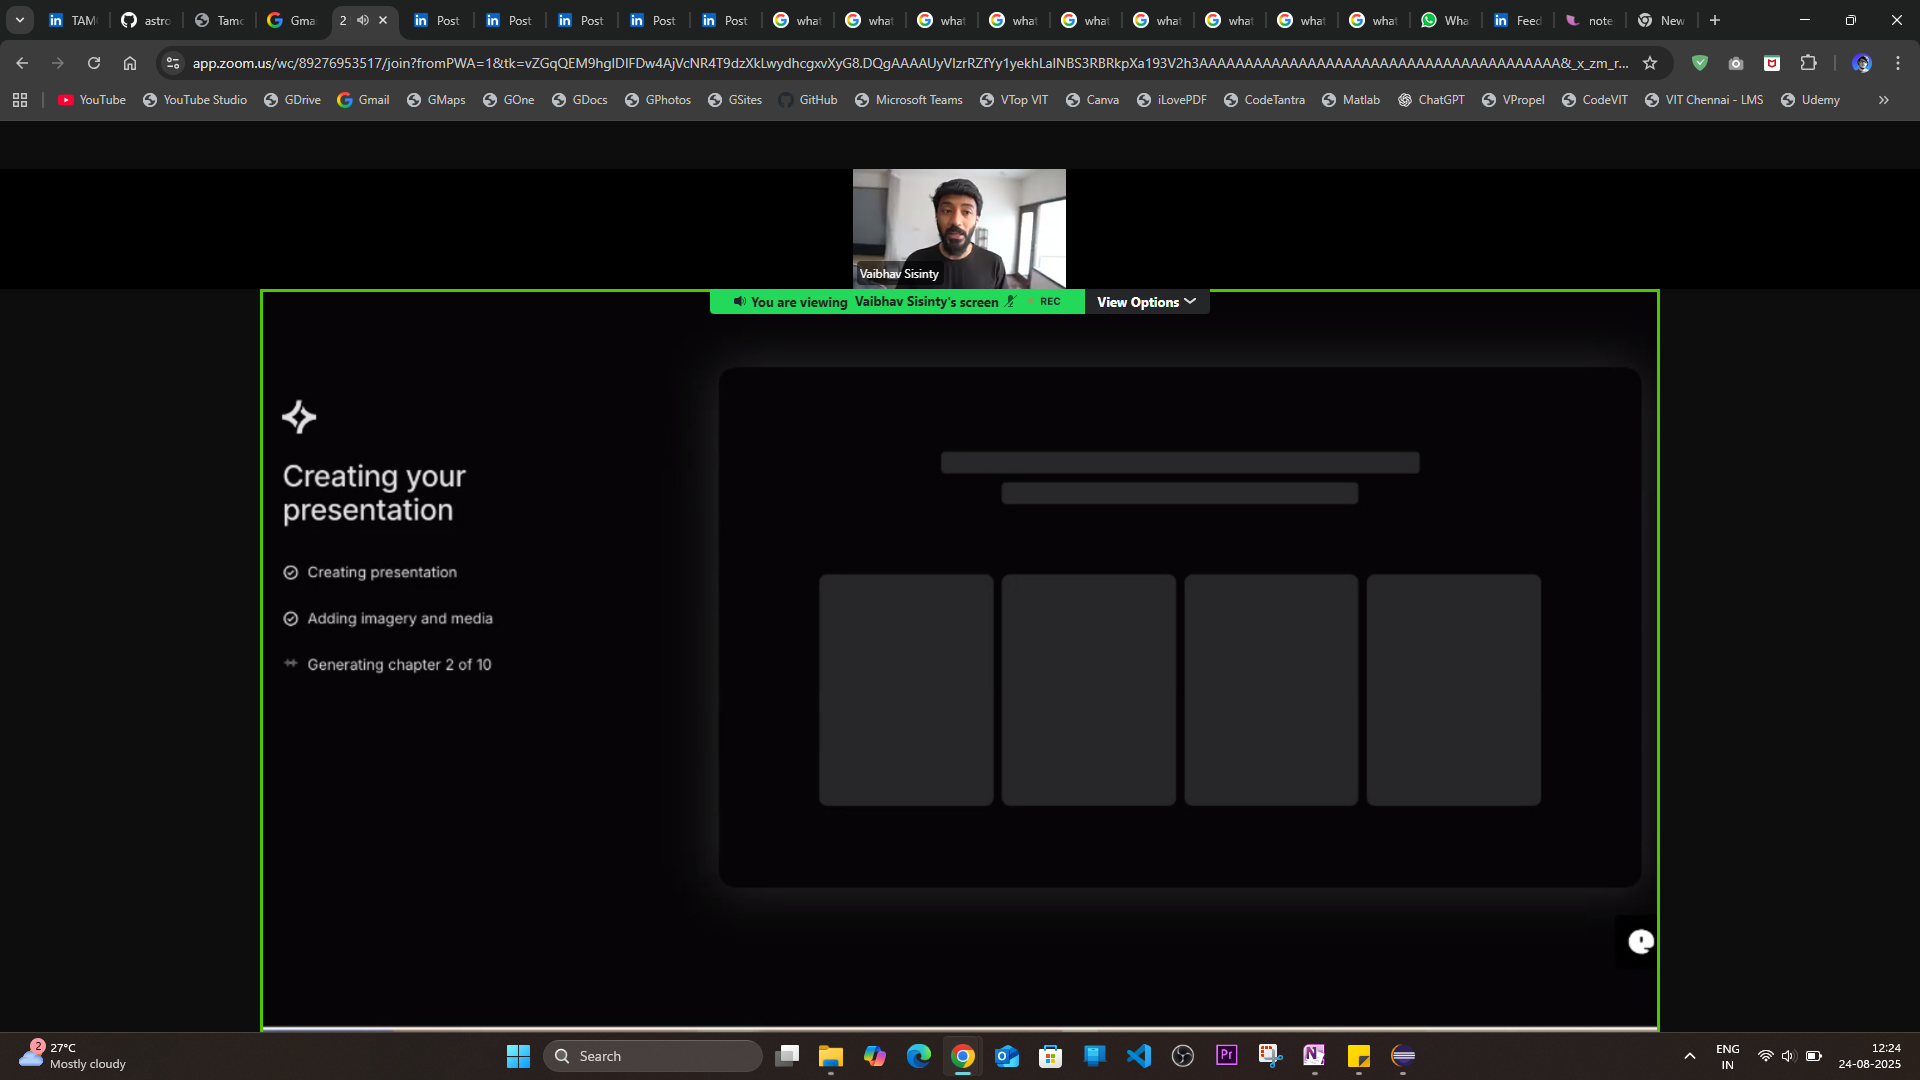 TAM
astro
Tamo
Gma
2
Post
Post
Post
Post
Post
what
what
what
what
what
what
what
what
what
Wha
Feed
note
New
app.zoom.us/wc/89276953517/join?fromPWA=1&tk=
YouTube
YouTube Studio
GDrive
Gmail
GMaps
GOne
GDocs
GPhotos
GSites
GitHub
Microsoft Teams
VTop VIT
Canva
iLovePDF
CodeTantra
Matlab
ChatGPT
VPropel
CodeVIT
VIT Chennai - LMS
Udemy
Vaibhav Sisinty
You are viewing Vaibhav Sisinty's screen
REC
View Options
Creating your
presentation
Creating presentation
Adding imagery and media
Generating chapter 2 of 10
2
27°C
Mostly cloudy
Search
ENG
IN
12:24
24-08-2025